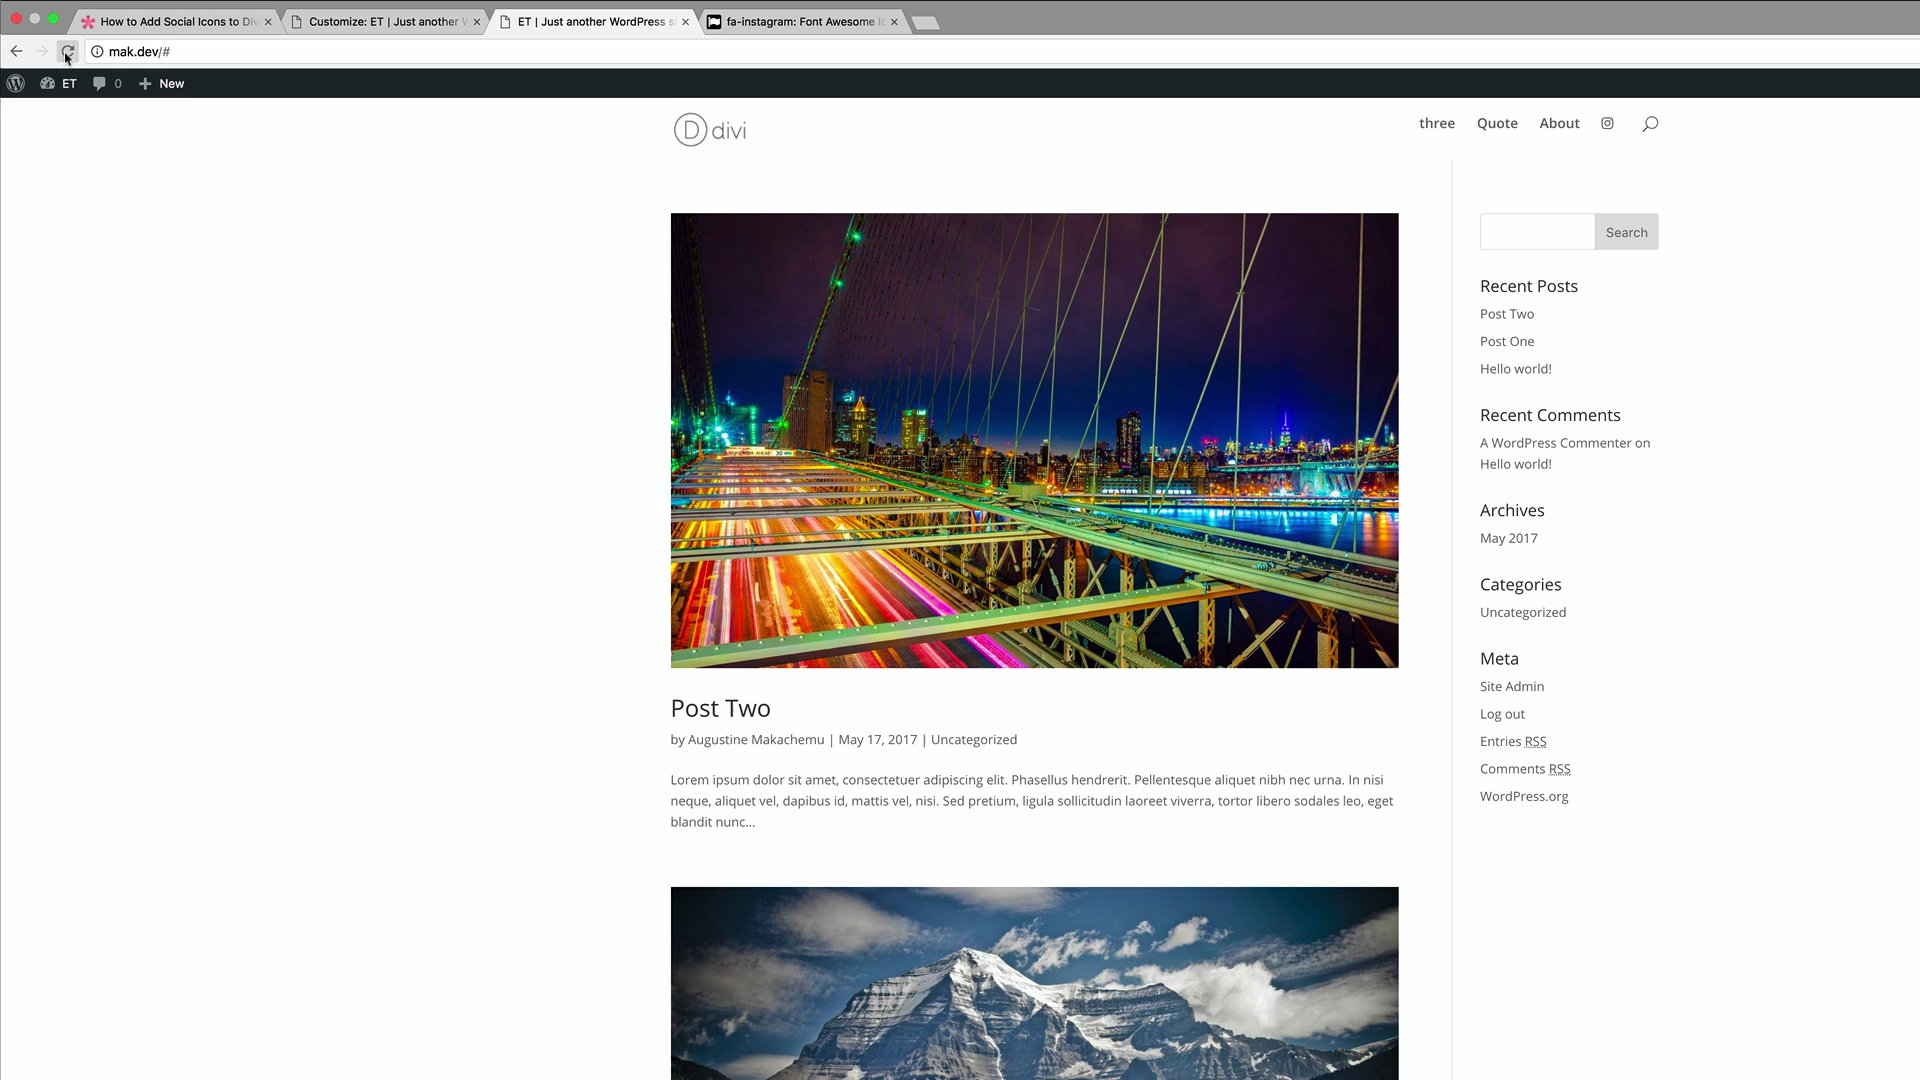 How to Add Social Icons to Div
Customize: ET | Just another W
ET | Just another WordPress s
fa-instagram: Font Awesome Ic
mak.dev/#
ET
0
New
D divi
three
Quote
About
Search
Recent Posts
Post Two
Post One
Hello world!
Recent Comments
A WordPress Commenter on
Hello world!
Archives
May 2017
Categories
Uncategorized
Meta
Site Admin
Log out
Entries RSS
Comments RSS
WordPress.org
Post Two
by Augustine Makachemu | May 17, 2017 | Uncategorized
Lorem ipsum dolor sit amet, consectetuer adipiscing elit. Phasellus hendrerit. Pellentesque aliquet nibh nec urna. In nisi
neque, aliquet vel, dapibus id, mattis vel, nisi. Sed pretium, ligula sollicitudin laoreet viverra, tortor libero sodales leo, eget
blandit nunc...